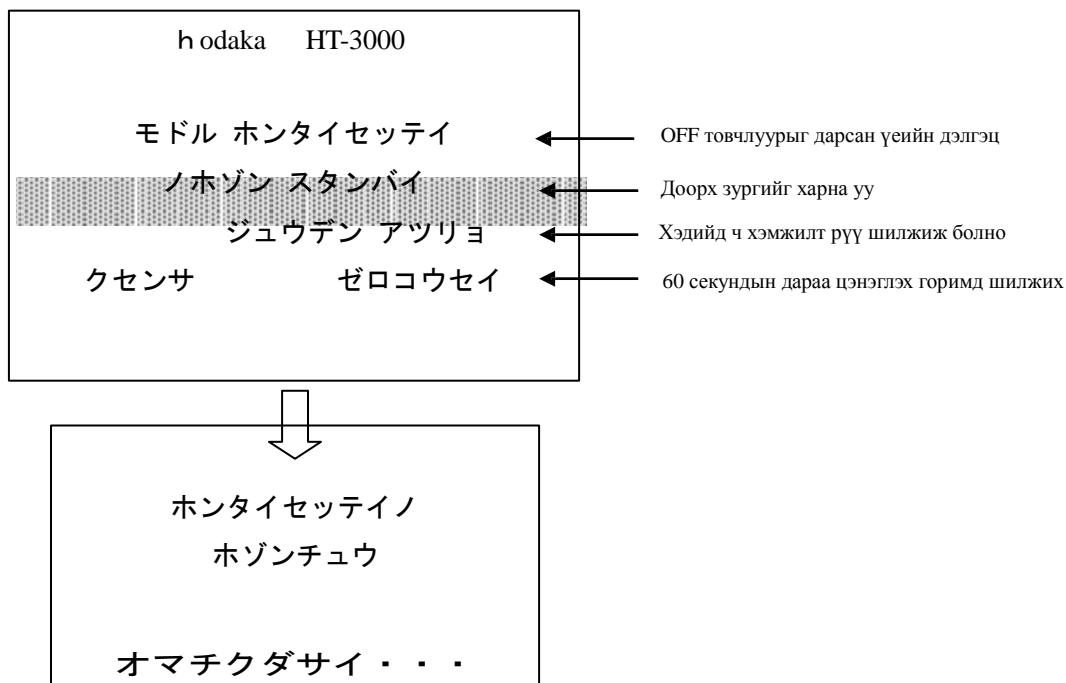 hodaka HT-3000
モドル ホンタイセッテイ
OFF товчлуурыг дарсан үеийн дэлгэц
ノホゾン スタンバイ
Доорх зургийг харна уу
ジュウデン アツリョ
Хэдийд ч хэмжилт рүү шилжиж болно
クセンサ ゼロコウセイ
60 секундын дараа цэнэглэх горимд шилжих
ホンタイセッテイノ
ホゾンチュウ
オマチクダサイ・・・